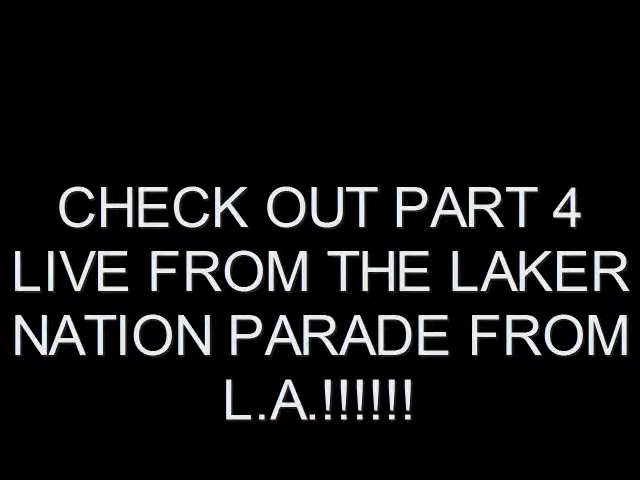 CHECK OUT PART 4
LIVE FROM THE LAKER
NATION PARADE FROM
L.A.!!!!!!